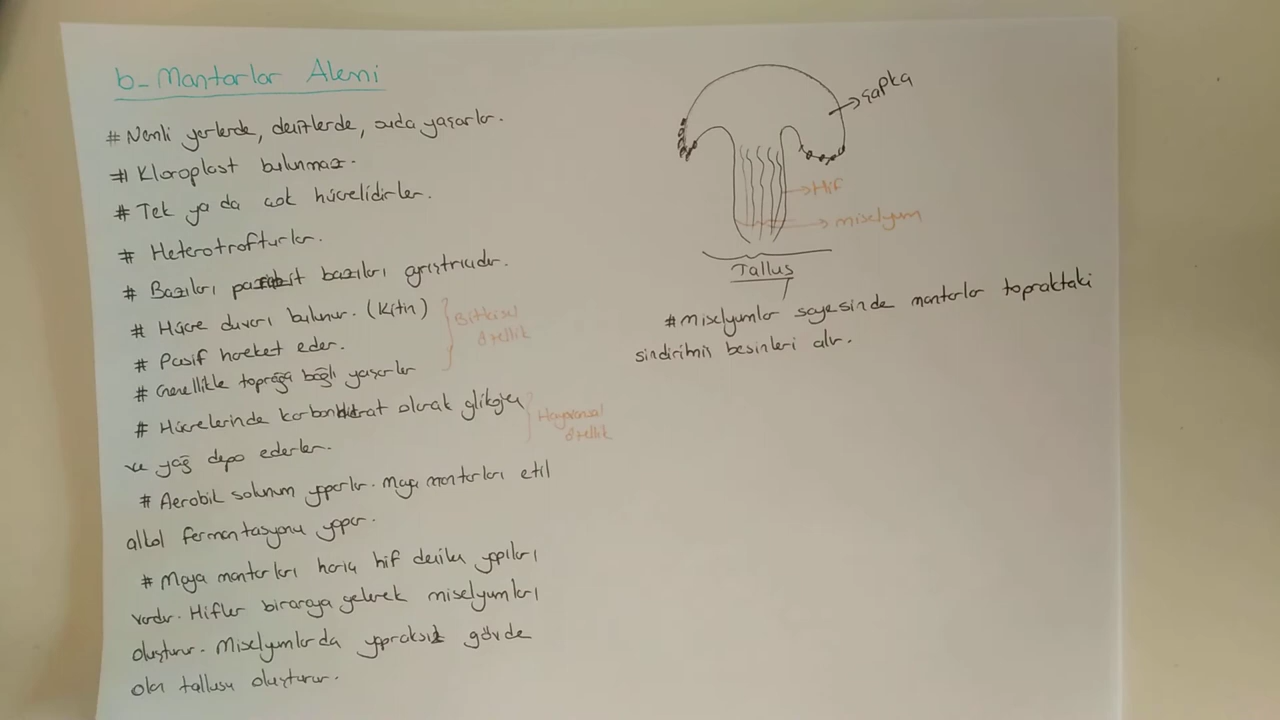 b- Mantarlar Alemi
# Nemli yerlerde, denizlerde, suda yaşarlar.
# Kloroplast bulunmaz.
# Tek ya da çok hücrelidirler.
# Heterotrofturlar.
# Bazıları parazit bazıları ayrıştırıcıdır.
# Hücre duvarı bulunur. (Kitin)
# Pasif hareket eder.
# Genellikle toprağa bağlı yaşarlar
Bitkisel
özellik
# Hücrelerinde karbonhidrat olarak glikojen
ve yağ depo ederler.
Hayvansal
özellik
# Aerobik solunum yaparlar. Maya mantarları etil
alkol fermantasyonu yapar.
# Maya mantarları hariç hif denilen yapıları
vardır. Hifler biraraya gelerek miselyumları
oluşturur. Miselyumlarda yapraksız gövde
olan tallusu oluşturur.
şapka
Hif
miselyum
Tallus
# Miselyumlar sayesinde mantarlar topraktaki
sindirilmiş besinleri alır.